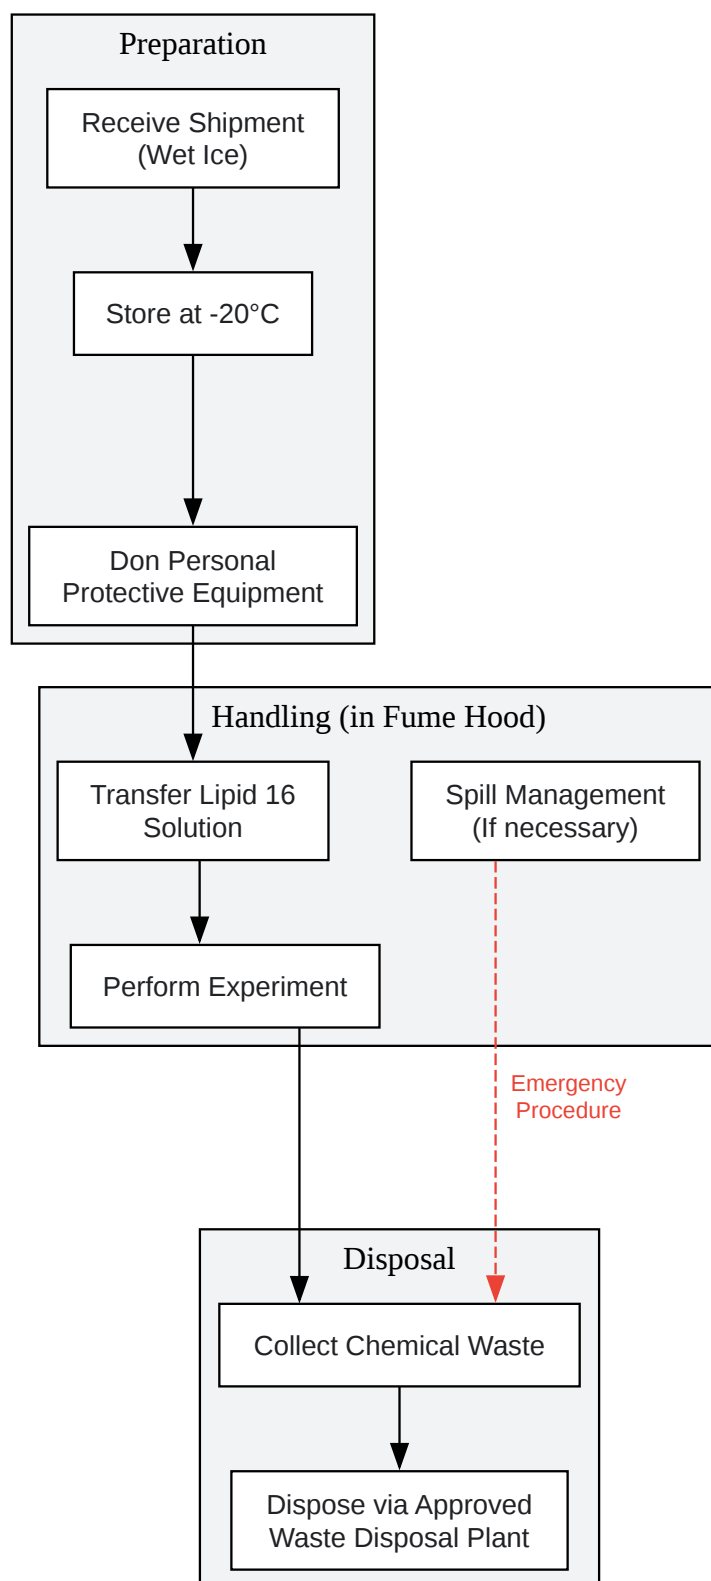 Preparation
Receive Shipment
(Wet Ice)
Store at -20°C
Don Personal
Protective Equipment
Handling (in Fume Hood)
Transfer Lipid 16
Solution
Spill Management
(If necessary)
Perform Experiment
Emergency
Procedure
Disposal
Collect Chemical Waste
Dispose via Approved
Waste Disposal Plant